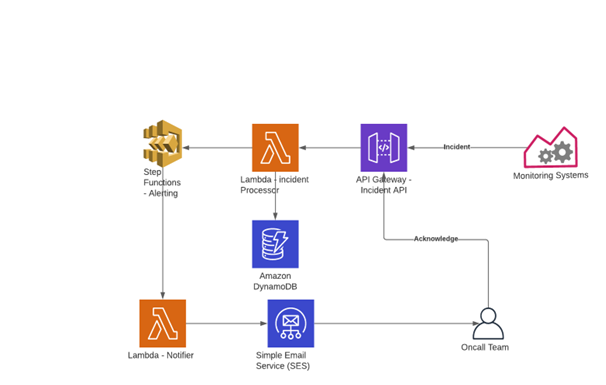 Incident
Monitoring Systems
API Gateway -
Incident API
Lambda - incident
Processor
Step
Functions
- Alerting
Acknowledge
Amazon
DynamoDB
Lambda - Notifier
Simple Email
Service (SES)
Oncall Team